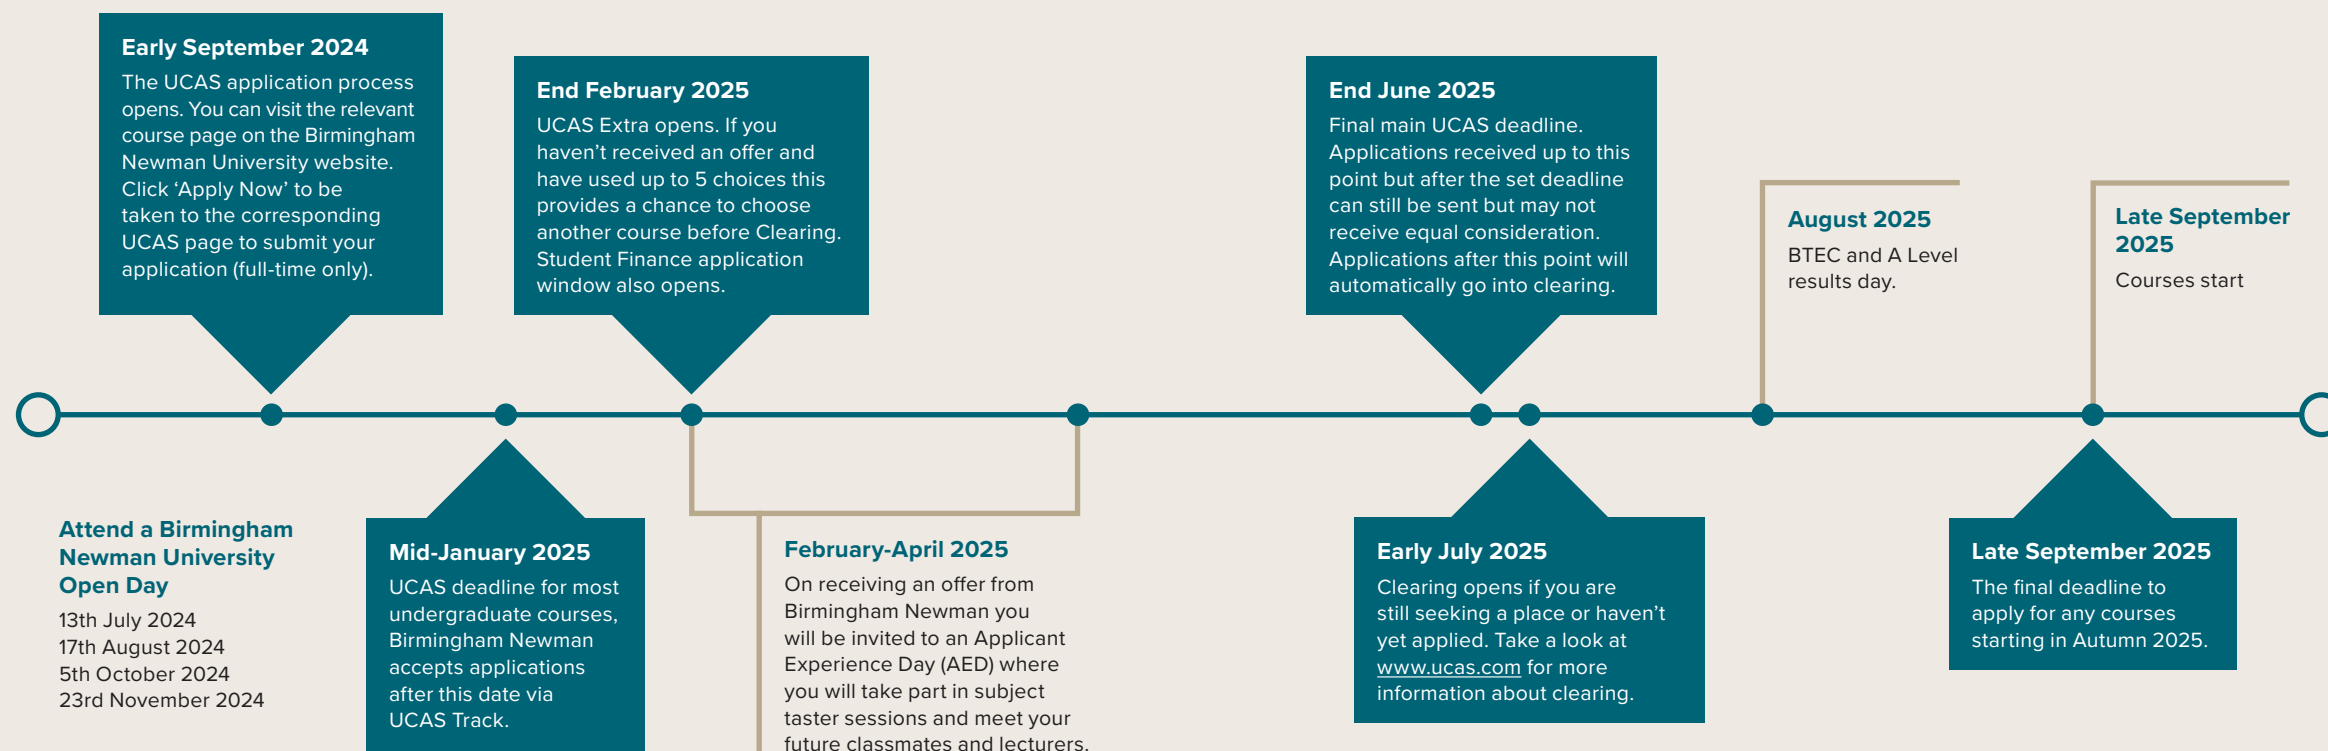 Early September 2024
The UCAS application process
opens. You can visit the relevant
course page on the Birmingham
Newman University website.
Click ‘Apply Now’ to be
taken to the corresponding
UCAS page to submit your
application (full-time only).
End February 2025
UCAS Extra opens. If you
haven’t received an offer and
have used up to 5 choices this
provides a chance to choose
another course before Clearing.
Student Finance application
window also opens.
End June 2025
Final main UCAS deadline.
Applications received up to this
point but after the set deadline
can still be sent but may not
receive equal consideration.
Applications after this point will
automatically go into clearing.
August 2025
BTEC and A Level
results day.
Late September
2025
Courses start
Attend a Birmingham
Newman University
Open Day
13th July 2024
17th August 2024
5th October 2024
23rd November 2024
Mid-January 2025
UCAS deadline for most
undergraduate courses,
Birmingham Newman
accepts applications
after this date via
UCAS Track.
February-April 2025
On receiving an offer from
Birmingham Newman you
will be invited to an Applicant
Experience Day (AED) where
you will take part in subject
taster sessions and meet your
future classmates and lecturers.
Early July 2025
Clearing opens if you are
still seeking a place or haven’t
yet applied. Take a look at
www.ucas.com for more
information about clearing.
Late September 2025
The final deadline to
apply for any courses
starting in Autumn 2025.